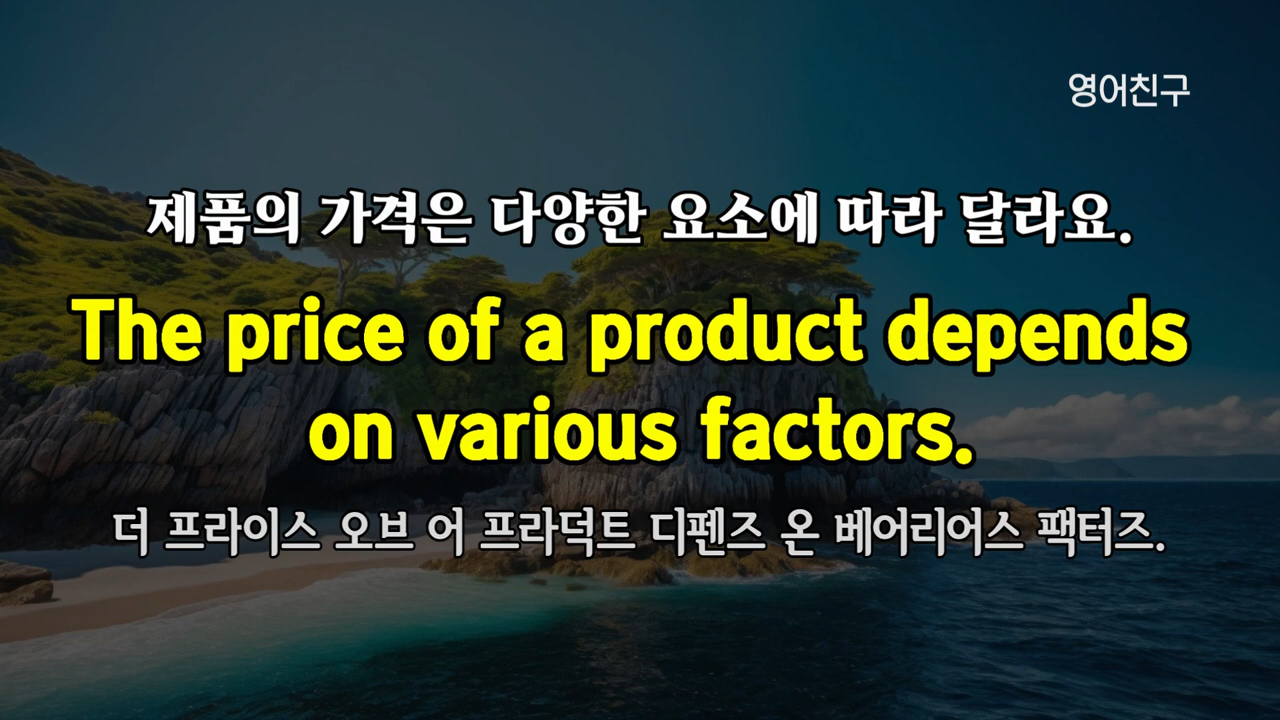 영어친구
제품의 가격은 다양한 요소에 따라 달라요.
The price of a product depends
on various factors.
더 프라이스 오브 어 프라덕트 디펜즈 온 베어리어스 팩터즈.